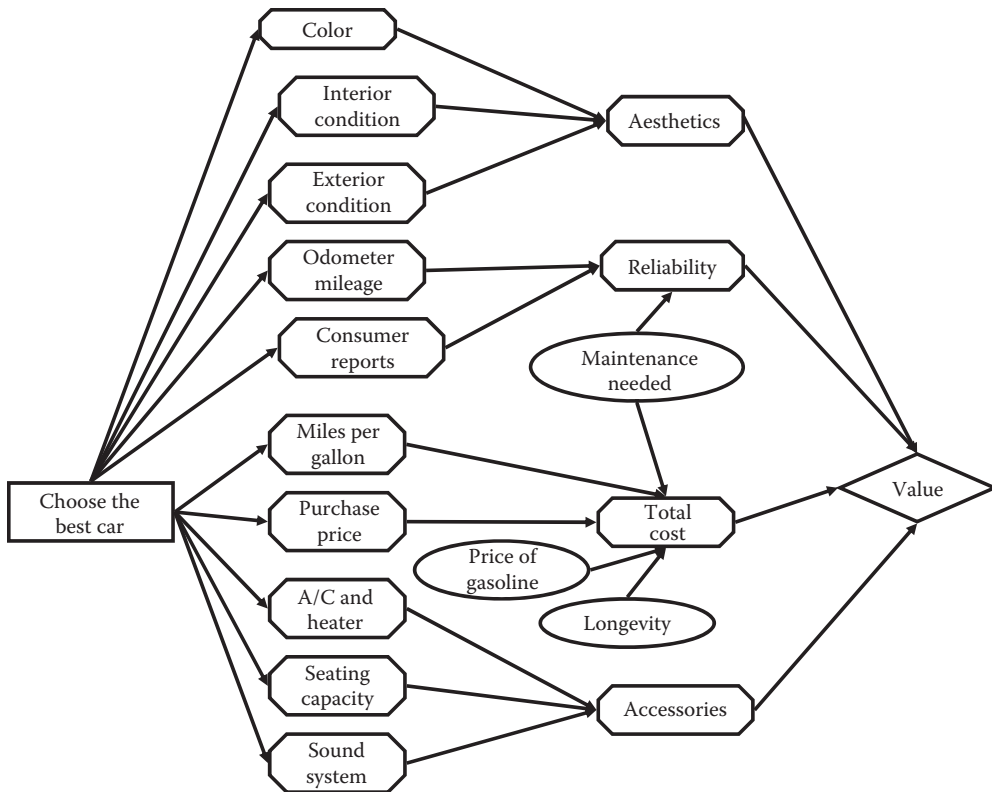 Color
Interior
condition
Aesthetics
Exterior
condition
Odometer
mileage
Reliability
Consumer
reports
Maintenance
needed
Miles per
gallon
Choose the
best car
Value
Purchase
price
Total
cost
Price of
gasoline
A/C and
heater
Longevity
Seating
capacity
Accessories
Sound
system